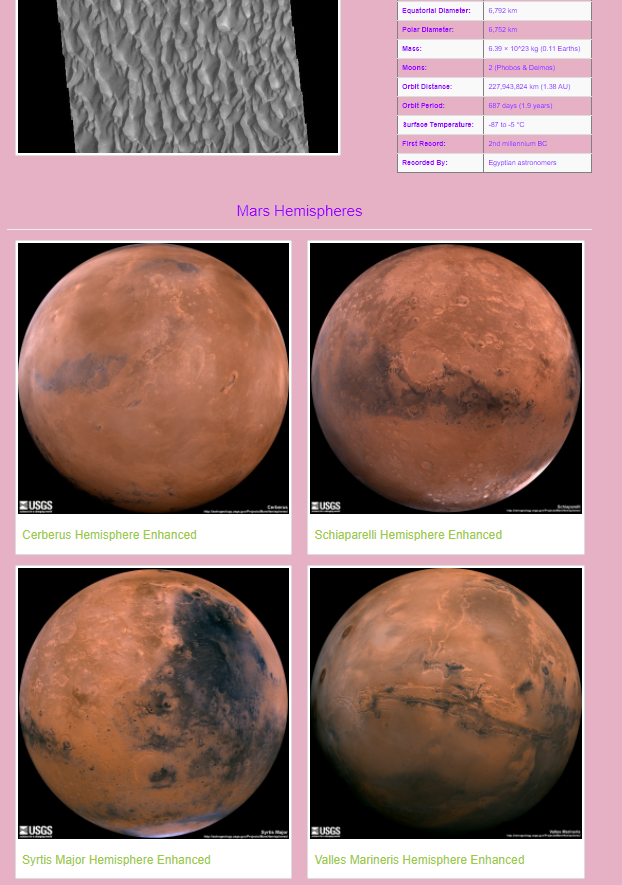 Equatorial Diameter: 6,792 km
Polar Diameter: 6,752 km
Mass: 6.39 × 10^23 kg (0.11 Earths)
Moons: 2 (Phobos & Deimos)
Orbit Distance: 227,943,824 km (1.38 AU)
Orbit Period: 687 days (1.9 years)
Surface Temperature: -87 to -5 °C
First Record: 2nd millennium BC
Recorded By: Egyptian astronomers
Mars Hemispheres
USGS
Cerberus
Cerberus Hemisphere Enhanced
USGS
Schiaparelli
Schiaparelli Hemisphere Enhanced
USGS
Syrtis Major
Syrtis Major Hemisphere Enhanced
USGS
Valles Marineris
Valles Marineris Hemisphere Enhanced